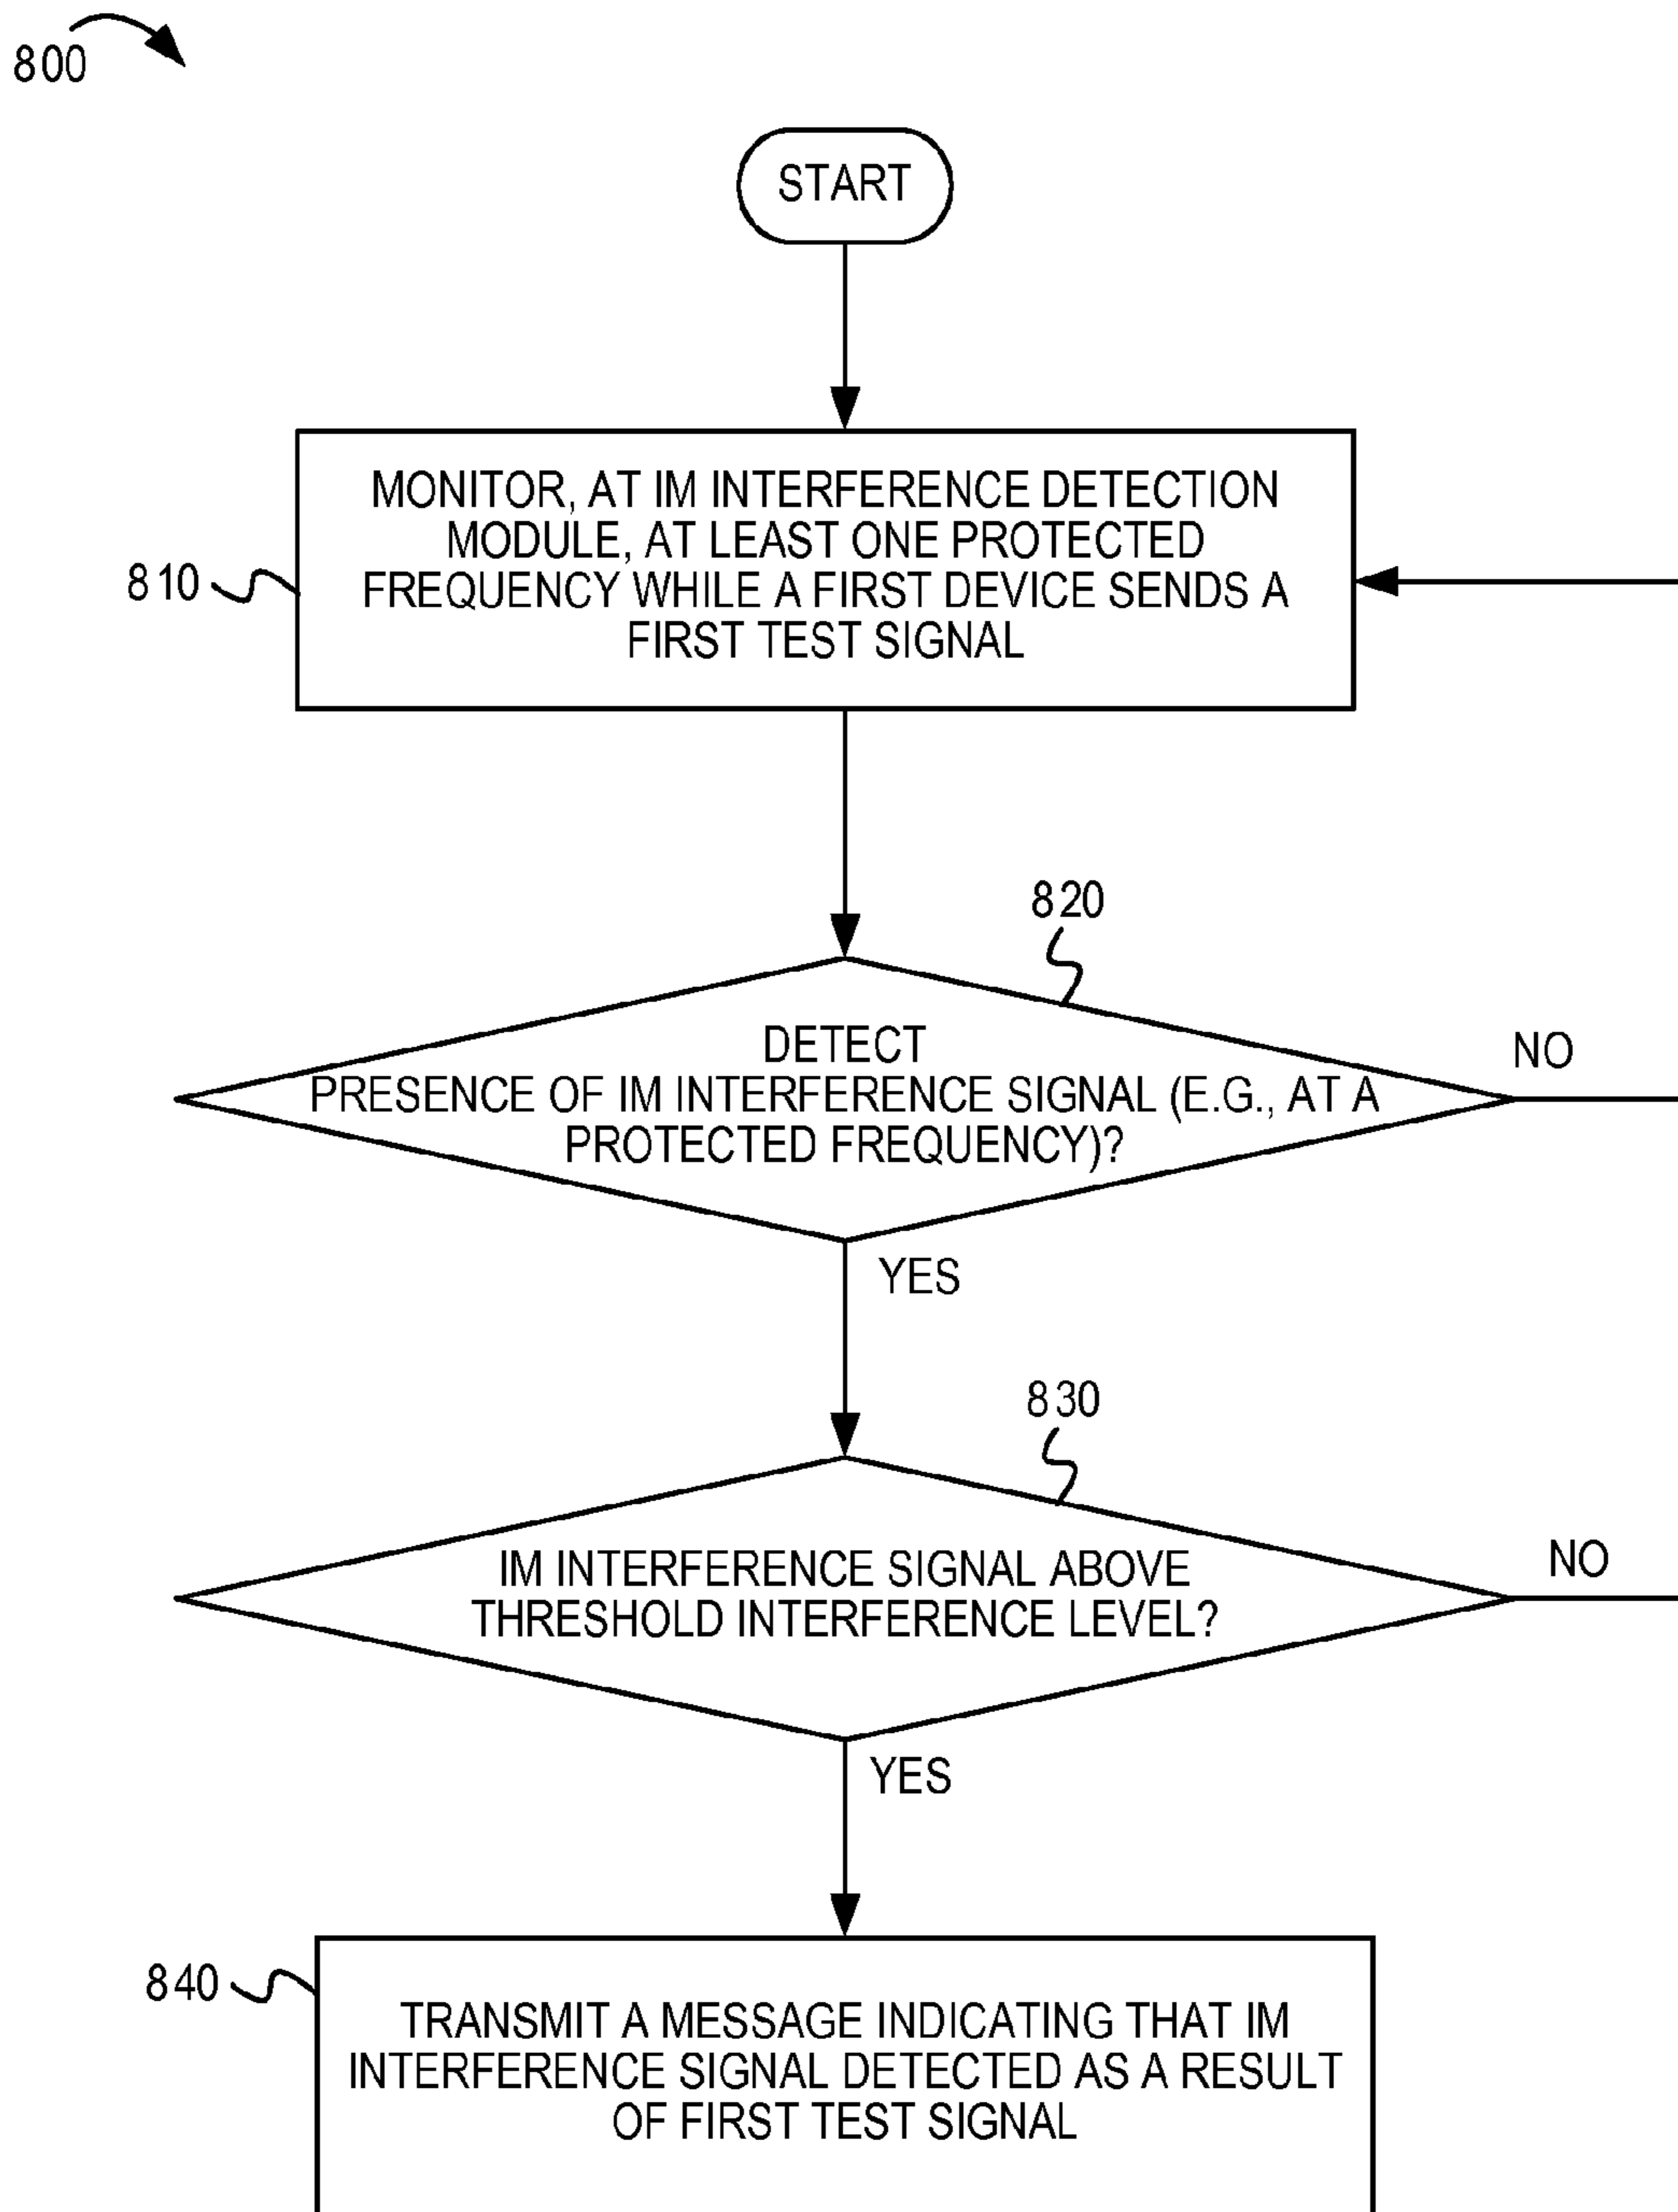 800
START
MONITOR, AT IM INTERFERENCE DETECTION
MODULE, AT LEAST ONE PROTECTED
FREQUENCY WHILE A FIRST DEVICE SENDS A
FIRST TEST SIGNAL
810
820
DETECT
PRESENCE OF IM INTERFERENCE SIGNAL (E.G., AT A
PROTECTED FREQUENCY)?
NO
YES
830
IM INTERFERENCE SIGNAL ABOVE
THRESHOLD INTERFERENCE LEVEL?
NO
YES
840
TRANSMIT A MESSAGE INDICATING THAT IM
INTERFERENCE SIGNAL DETECTED AS A RESULT
OF FIRST TEST SIGNAL